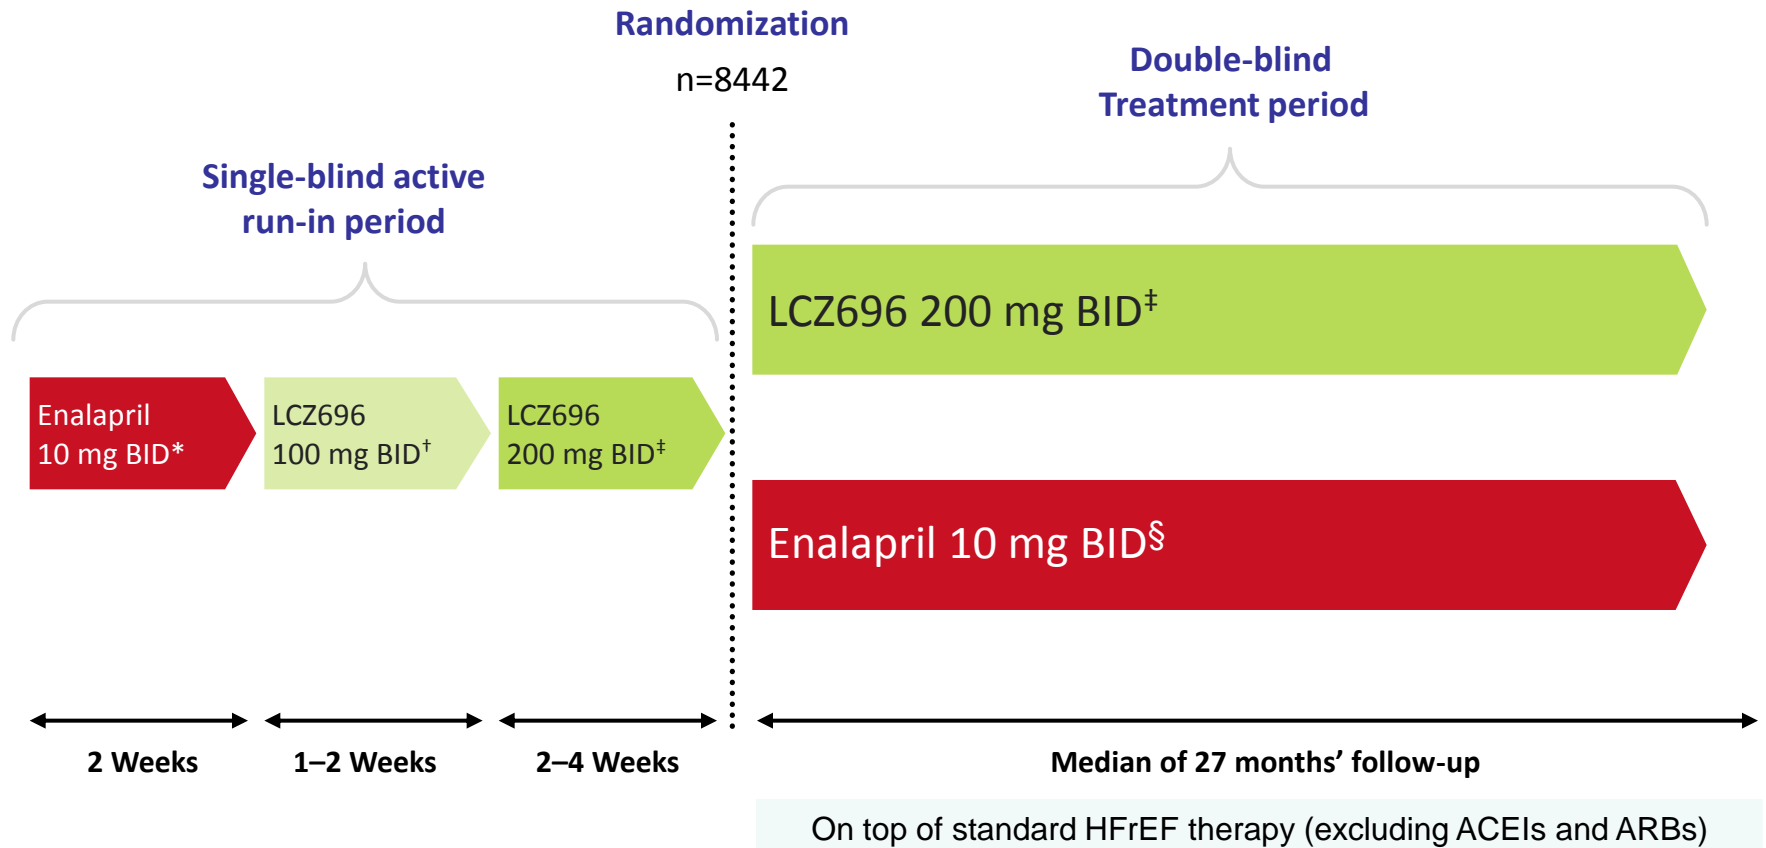 Randomization
n=8442
Double-blind
Treatment period
Single-blind active
run-in period
LCZ696 200 mg BID‡
Enalapril
10 mg BID*
LCZ696
100 mg BID†
LCZ696
200 mg BID‡
Enalapril 10 mg BID§
2 Weeks
1–2 Weeks
2–4 Weeks
Median of 27 months’ follow-up
On top of standard HFrEF therapy (excluding ACEIs and ARBs)